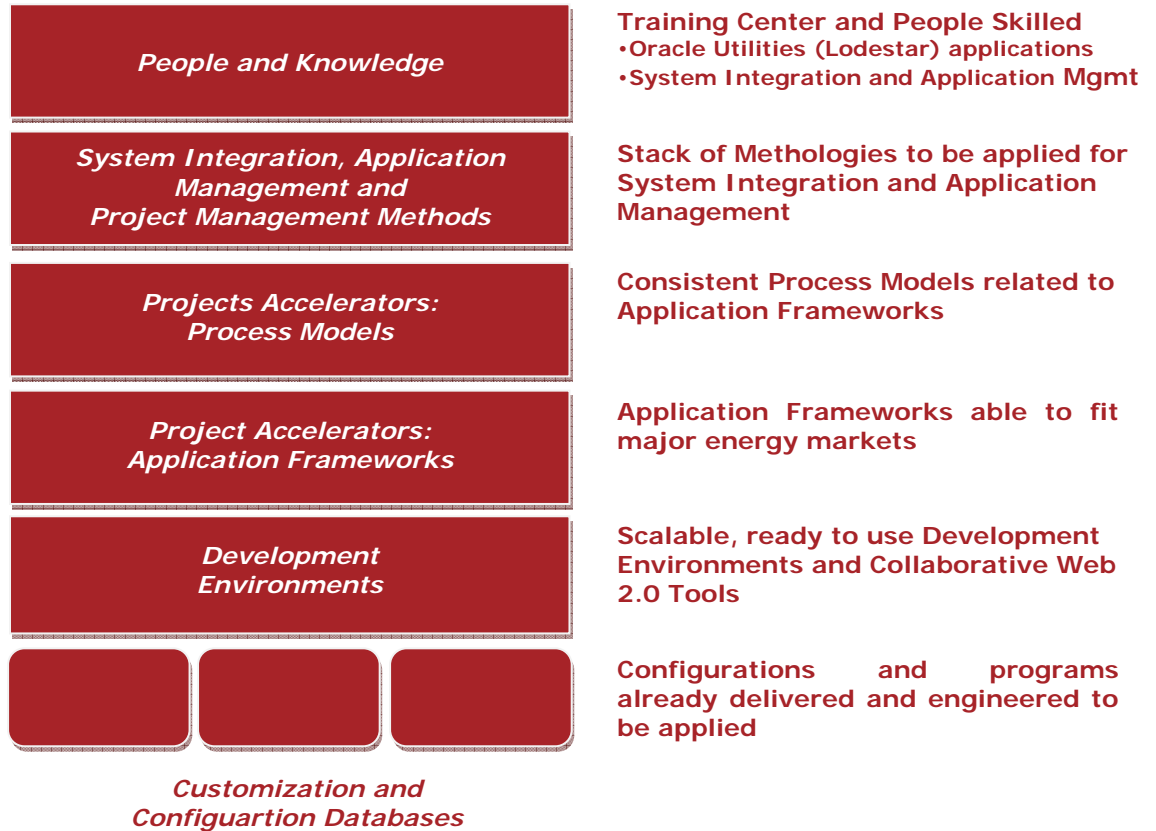 People and Knowledge
Training Center and People Skilled
•Oracle Utilities (Lodestar) applications
•System Integration and Application Mgmt
System Integration, Application
Management and
Project Management Methods
Stack of Methologies to be applied for
System Integration and Application
Management
Projects Accelerators:
Process Models
Consistent Process Models related to
Application Frameworks
Project Accelerators:
Application Frameworks
Application Frameworks able to fit
major energy markets
Development
Environments
Scalable, ready to use Development
Environments and Collaborative Web
2.0 Tools
Configurations and programs
already delivered and engineered to
be applied
Customization and
Configuartion Databases